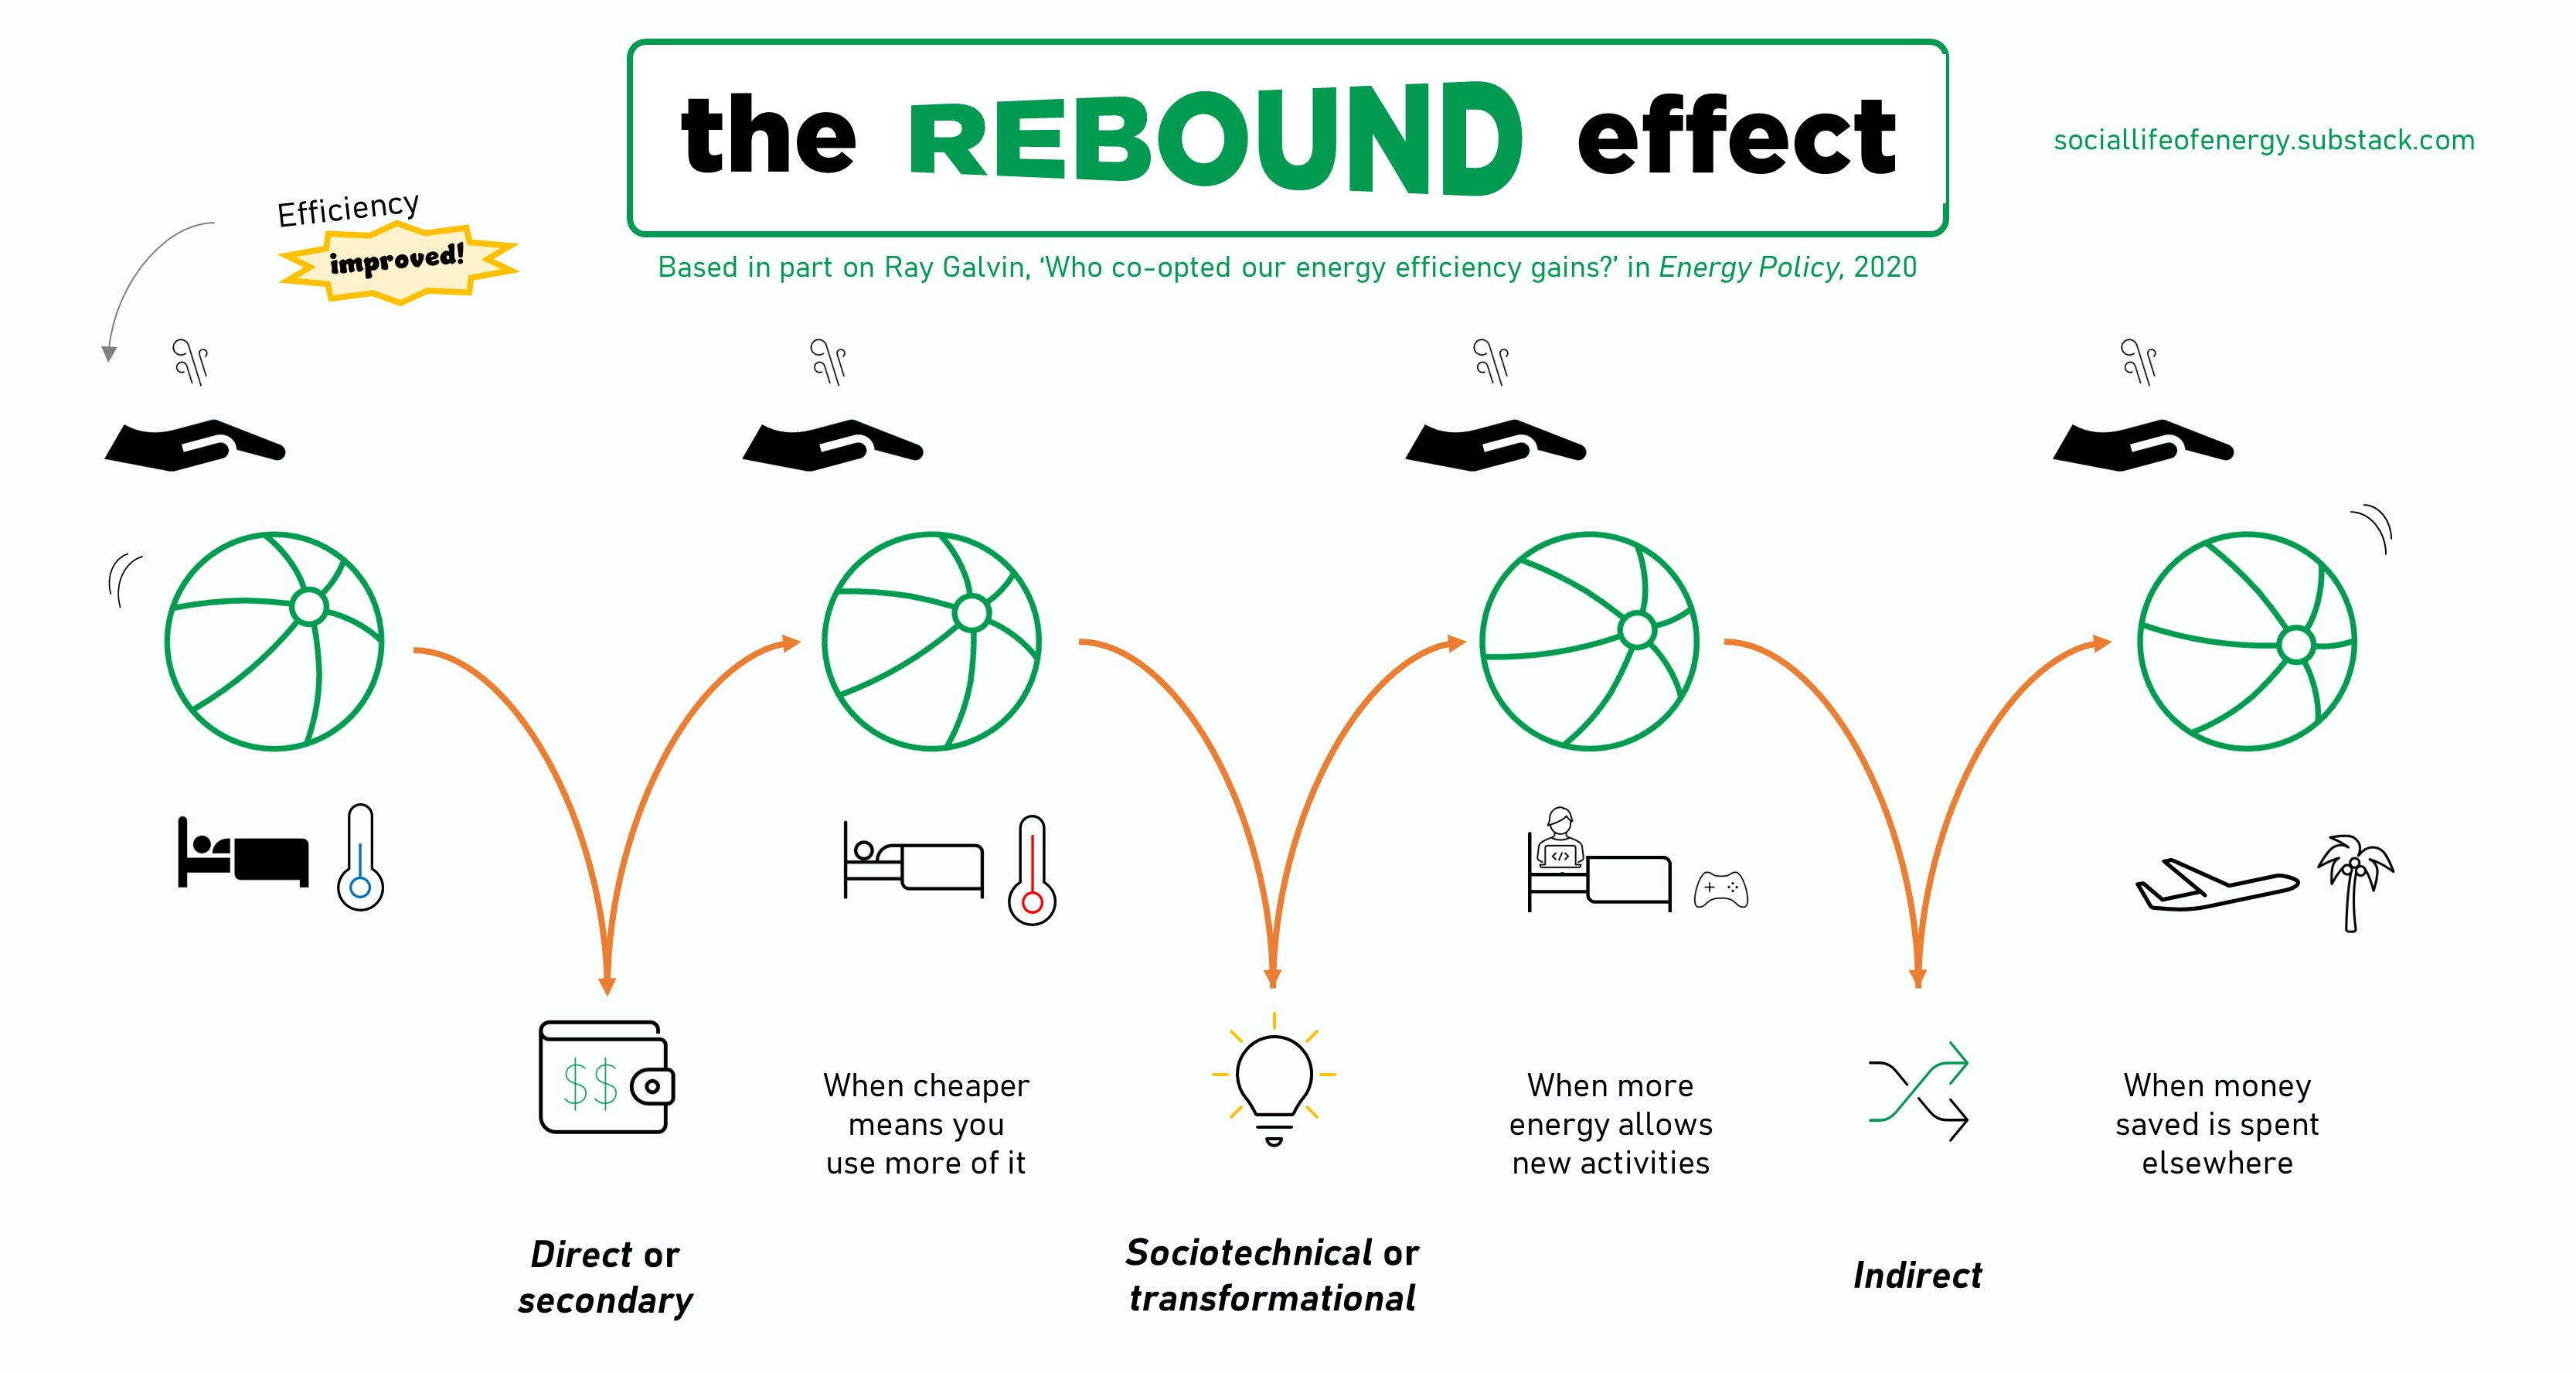 the REBOUND effect
sociallifeofenergy.substack.com
Efficiency
improved!
Based in part on Ray Galvin, ‘Who co-opted our energy efficiency gains?’ in Energy Policy, 2020
</>
$$
When cheaper
means you
use more of it
When more
energy allows
new activities
When money
saved is spent
elsewhere
Direct or
secondary
Sociotechnical or
transformational
Indirect